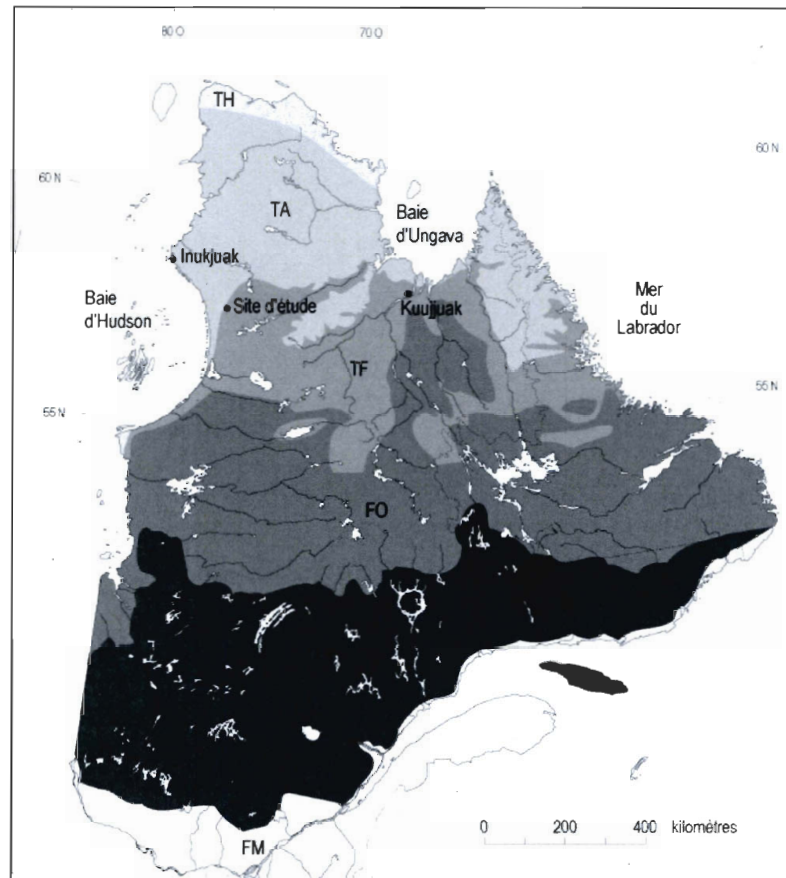 80 O
70 O
TH
60 N
60 N
TA
Baie
d'Ungava
Inukjuak
Baie
d'Hudson
Site d'étude
Kuujjuak
Mer
du
Labrador
TF
55 N
55 N
FO
0 200 400 kilomètres
FM